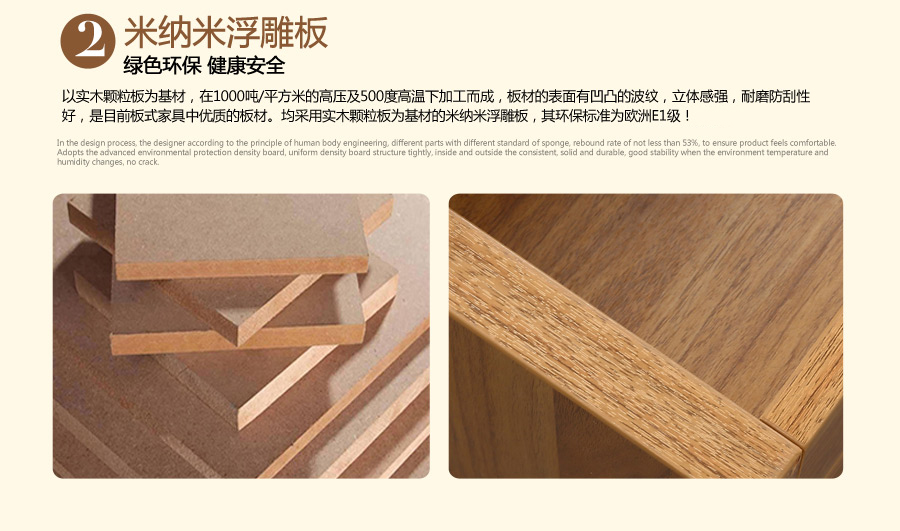 2 米纳米浮雕板
绿色环保 健康安全
以实木颗粒板为基材，在1000吨/平方米的高压及500度高温下加工而成，板材的表面有凹凸的波纹，立体感强，耐磨防刮性
好，是目前板式家具中优质的板材。均采用实木颗粒板为基材的米纳米浮雕板，其环保标准为欧洲E1级！
In the design process, the designer according to the principle of human body engineering, different parts with different standard of sponge, rebound rate of not less than 53%, to ensure product feels comfortable.
Adopts the advanced environmental protection density board, uniform density board structure tightly, inside and outside the consistent, solid and durable, good stability when the environment temperature and
humidity changes, no crack.